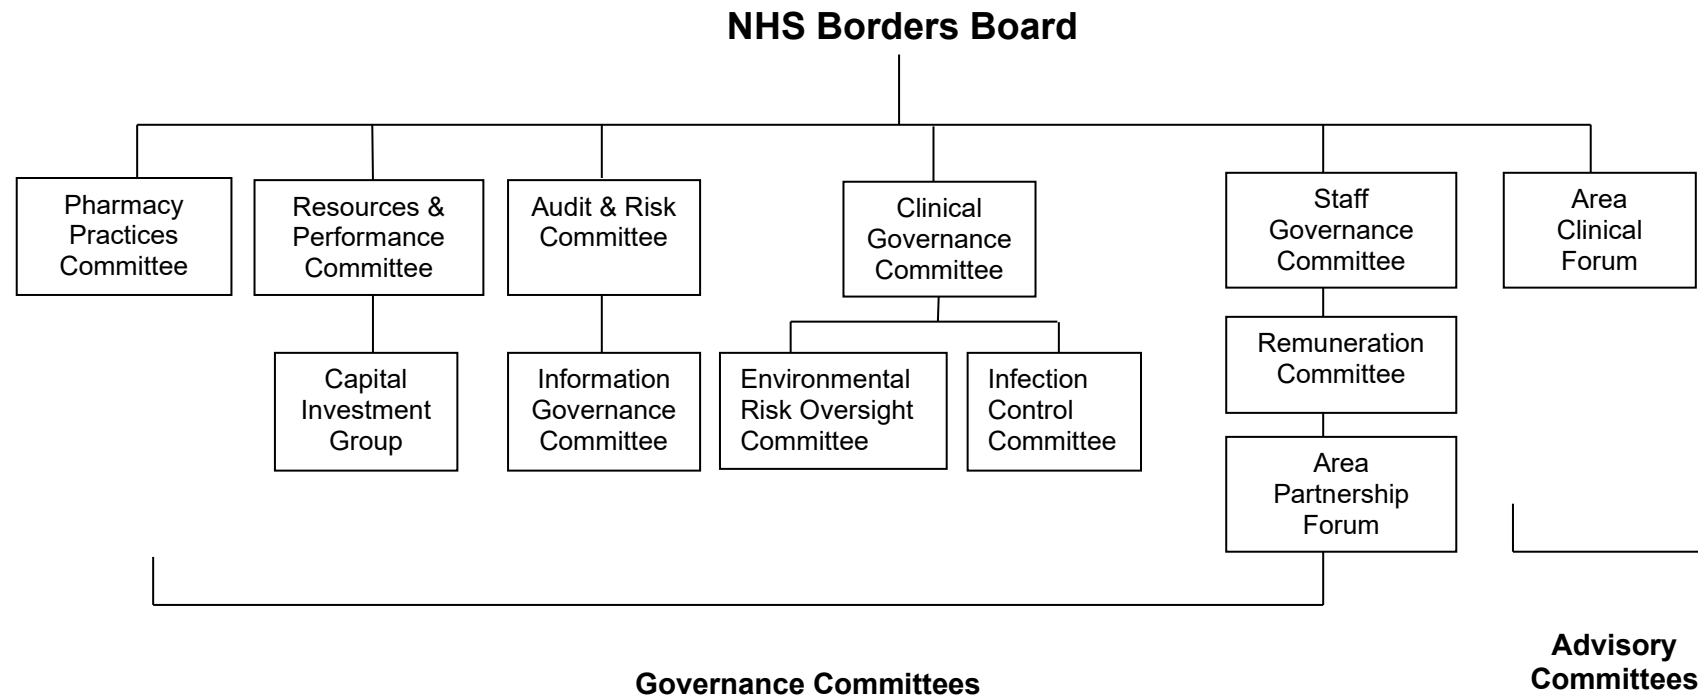 NHS Borders Board
Pharmacy
Practices
Committee
Resources &
Performance
Committee
Audit & Risk
Committee
Clinical
Governance
Committee
Staff
Governance
Committee
Area
Clinical
Forum
Capital
Investment
Group
Information
Governance
Committee
Environmental
Risk Oversight
Committee
Infection
Control
Committee
Remuneration
Committee
Area
Partnership
Forum
Governance Committees
Advisory
Committees